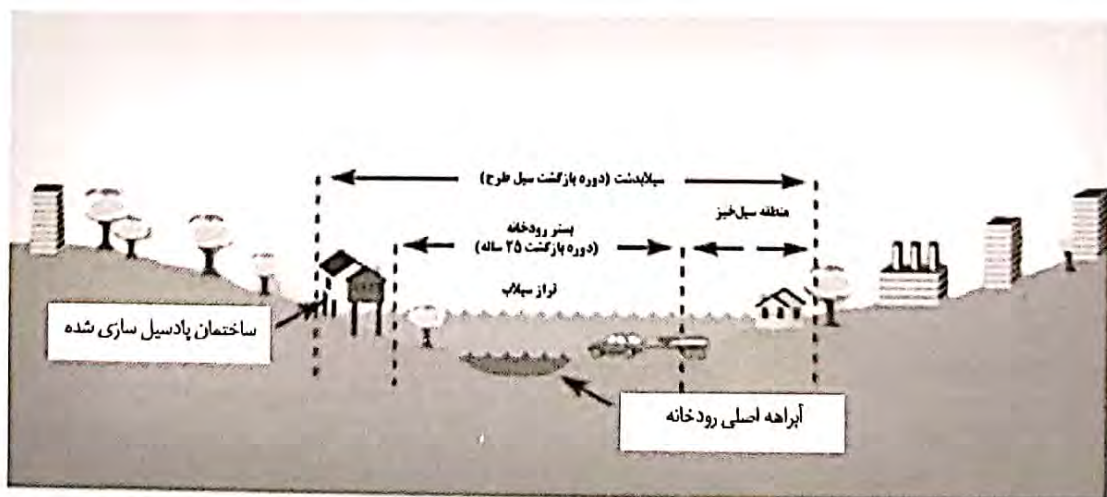 سیلابدشت (دوره بازگشت سیل طرح)
منطقه سیل‌خیز
بستر رودخانه
(دوره بازگشت ۲۵ ساله)
تراز سیلاب
ساختمان پادسیل سازی شده
آبراهه اصلی رودخانه